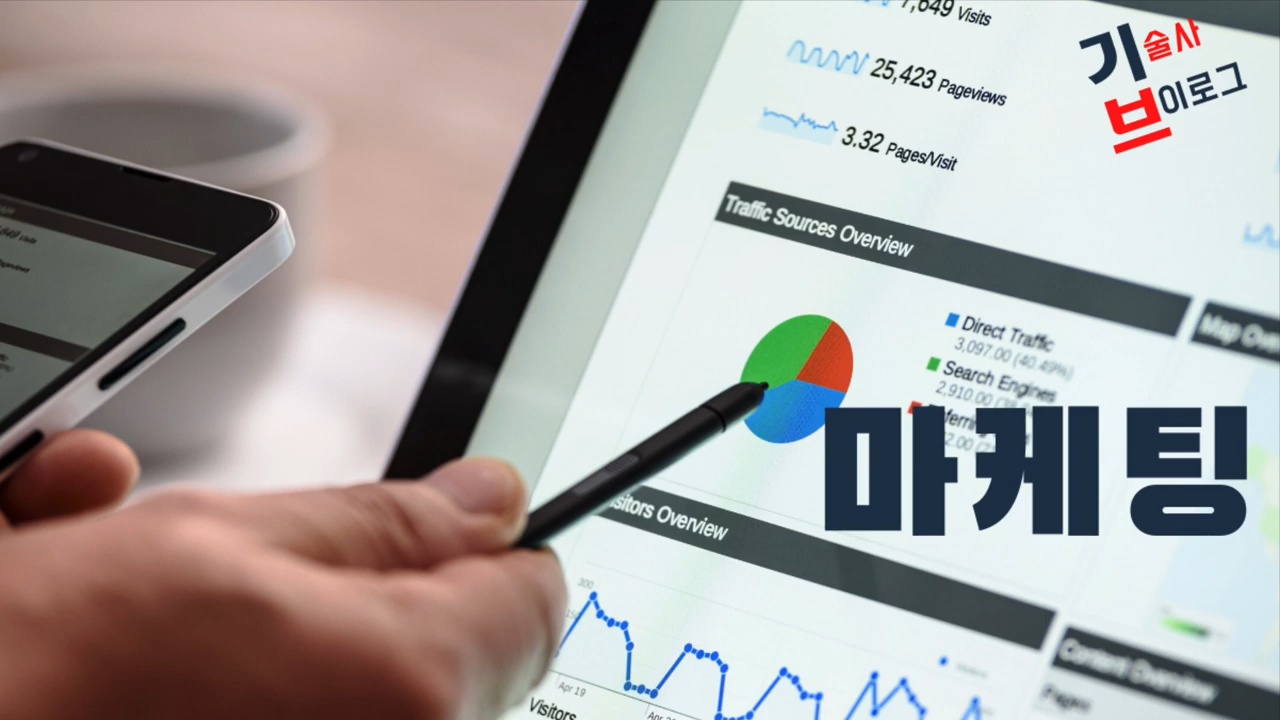 7,649 Visits
25,423 Pageviews
3.32 Pages/Visit
기술사
브이로그
Traffic Sources Overview
Map
Direct Traffic
3,097.00 (40.49%)
Search Engines
2,910.00
마케팅
Visitors Overview
300
Apr 19
Visitors
Content Overview
Pages